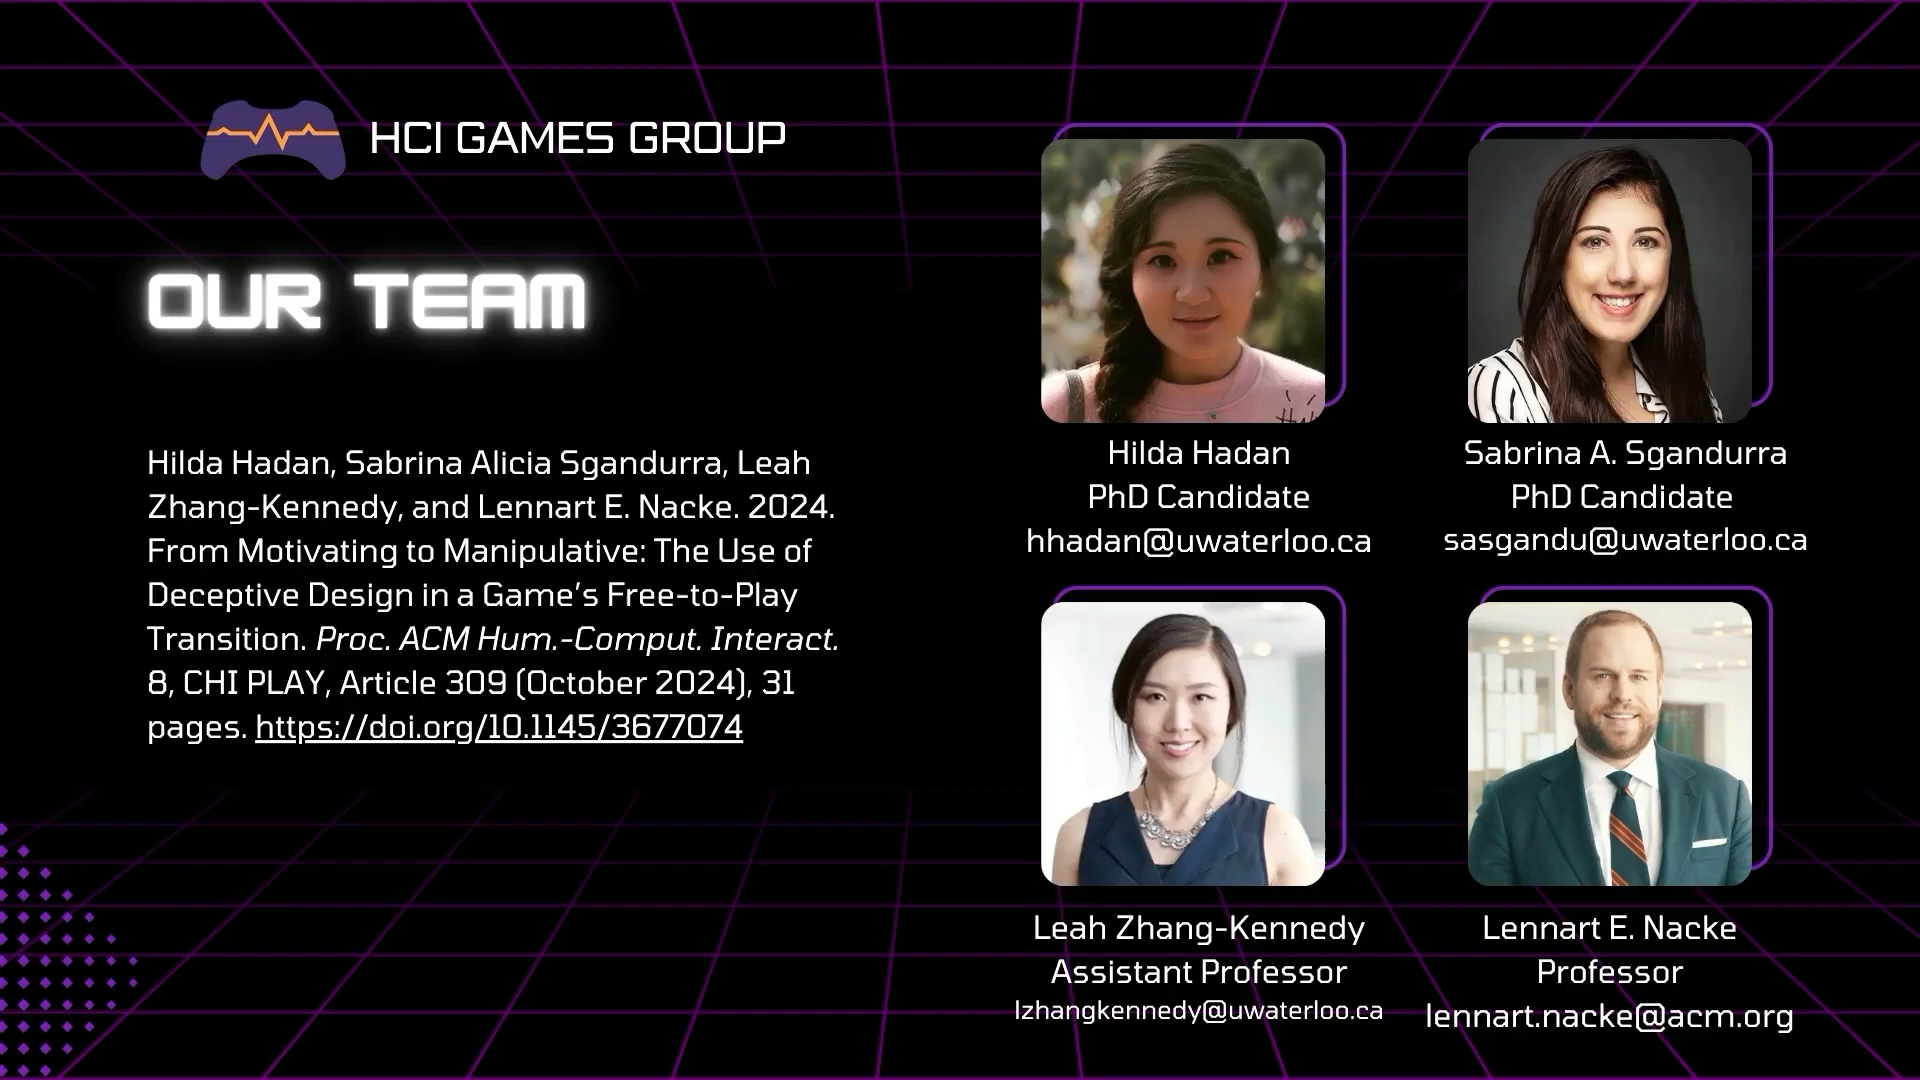 HCI GAMES GROUP
OUR TEAM
Hilda Hadan, Sabrina Alicia Sgandurra, Leah
Zhang-Kennedy, and Lennart E. Nacke. 2024.
From Motivating to Manipulative: The Use of
Deceptive Design in a Game’s Free-to-Play
Transition. Proc. ACM Hum.-Comput. Interact.
8, CHI PLAY, Article 309 (October 2024), 31
pages. https://doi.org/10.1145/3677074
Hilda Hadan
PhD Candidate
hhadan@uwaterloo.ca
Sabrina A. Sgandurra
PhD Candidate
sasgandu@uwaterloo.ca
Leah Zhang-Kennedy
Assistant Professor
lzhangkennedy@uwaterloo.ca
Lennart E. Nacke
Professor
lennart.nacke@acm.org